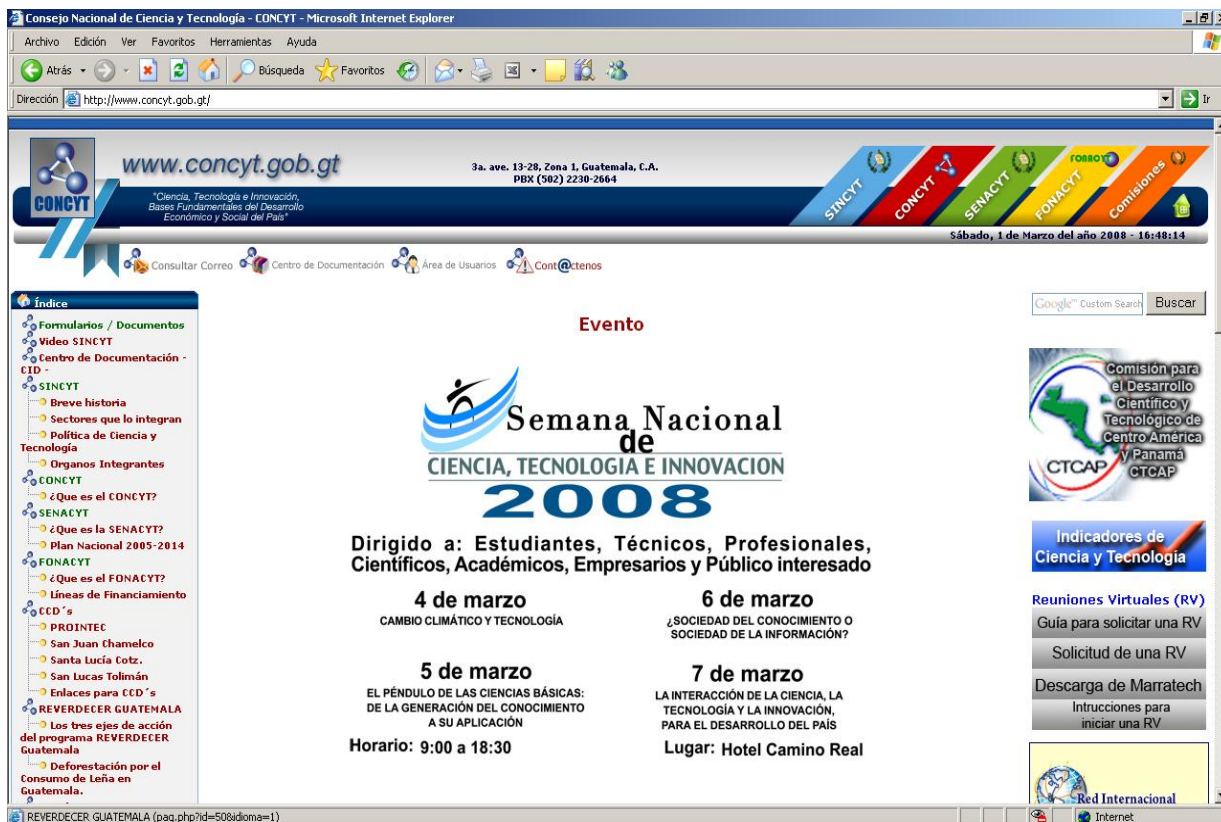 Consejo Nacional de Ciencia y Tecnología - CONCYT - Microsoft Internet Explorer
Archivo Edición Ver Favoritos Herramientas Ayuda
Atrás Búsqueda Favoritos
Dirección http://www.concyt.gob.gt/ Ir
CONCYT
www.concyt.gob.gt
"Ciencia, Tecnología e Innovación,
Bases Fundamentales del Desarrollo
Económico y Social del País"
3a. ave. 13-28, Zona 1, Guatemala, C.A.
PBX (502) 2230-2664
SINCYT
CONCYT
SENACYT
FONACYT
FONACYT
Comisiones
Sábado, 1 de Marzo del año 2008 - 16:48:14
Consultar Correo Centro de Documentación Área de Usuarios Cont@ctenos
Índice
Formularios / Documentos
Video SINCYT
Centro de Documentación -
CID -
SINCYT
Breve historia
Sectores que lo integran
Política de Ciencia y
Tecnología
Organos Integrantes
CONCYT
¿Que es el CONCYT?
SENACYT
¿Que es la SENACYT?
Plan Nacional 2005-2014
FONACYT
¿Que es el FONACYT?
Líneas de Financiamiento
CCD´s
PROINTEC
San Juan Chamelco
Santa Lucía Cotz.
San Lucas Tolimán
Enlaces para CCD´s
REVERDECER GUATEMALA
Los tres ejes de acción
del programa REVERDECER
Guatemala
Deforestación por el
Consumo de Leña en
Guatemala.
Evento
Semana Nacional
de
CIENCIA, TECNOLOGIA E INNOVACION
2008
Dirigido a: Estudiantes, Técnicos, Profesionales,
Científicos, Académicos, Empresarios y Público interesado
4 de marzo
CAMBIO CLIMÁTICO Y TECNOLOGÍA
6 de marzo
¿SOCIEDAD DEL CONOCIMIENTO O
SOCIEDAD DE LA INFORMACIÓN?
5 de marzo
EL PÉNDULO DE LAS CIENCIAS BÁSICAS:
DE LA GENERACIÓN DEL CONOCIMIENTO
A SU APLICACIÓN
7 de marzo
LA INTERACCIÓN DE LA CIENCIA, LA
TECNOLOGÍA Y LA INNOVACIÓN,
PARA EL DESARROLLO DEL PAÍS
Horario: 9:00 a 18:30
Lugar: Hotel Camino Real
Google™ Custom Search Buscar
Comisión para
el Desarrollo
Científico y
Tecnológico de
Centro América
y Panamá
CTCAP
CTCAP
Indicadores de
Ciencia y Tecnología
Reuniones Virtuales (RV)
Guía para solicitar una RV
Solicitud de una RV
Descarga de Marratech
Intrucciones para
iniciar una RV
Red Internacional
REVERDECER GUATEMALA (pag.php?id=50&idioma=1) Internet